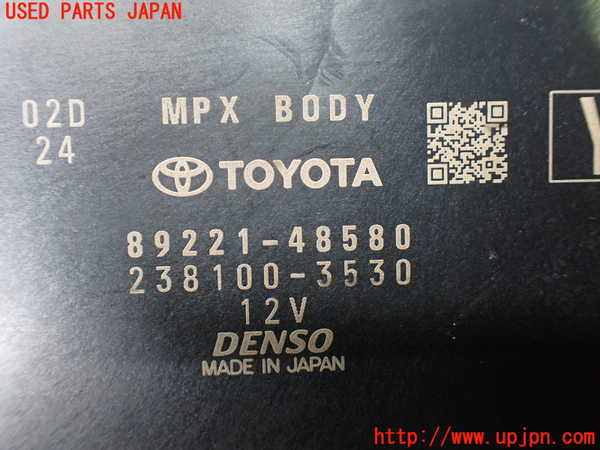 USED PARTS JAPAN
02D
24
MPX BODY
Y
TOYOTA
89221-48580
238100-3530
12V
DENSO
MADE IN JAPAN
http://www.upjpn.com/